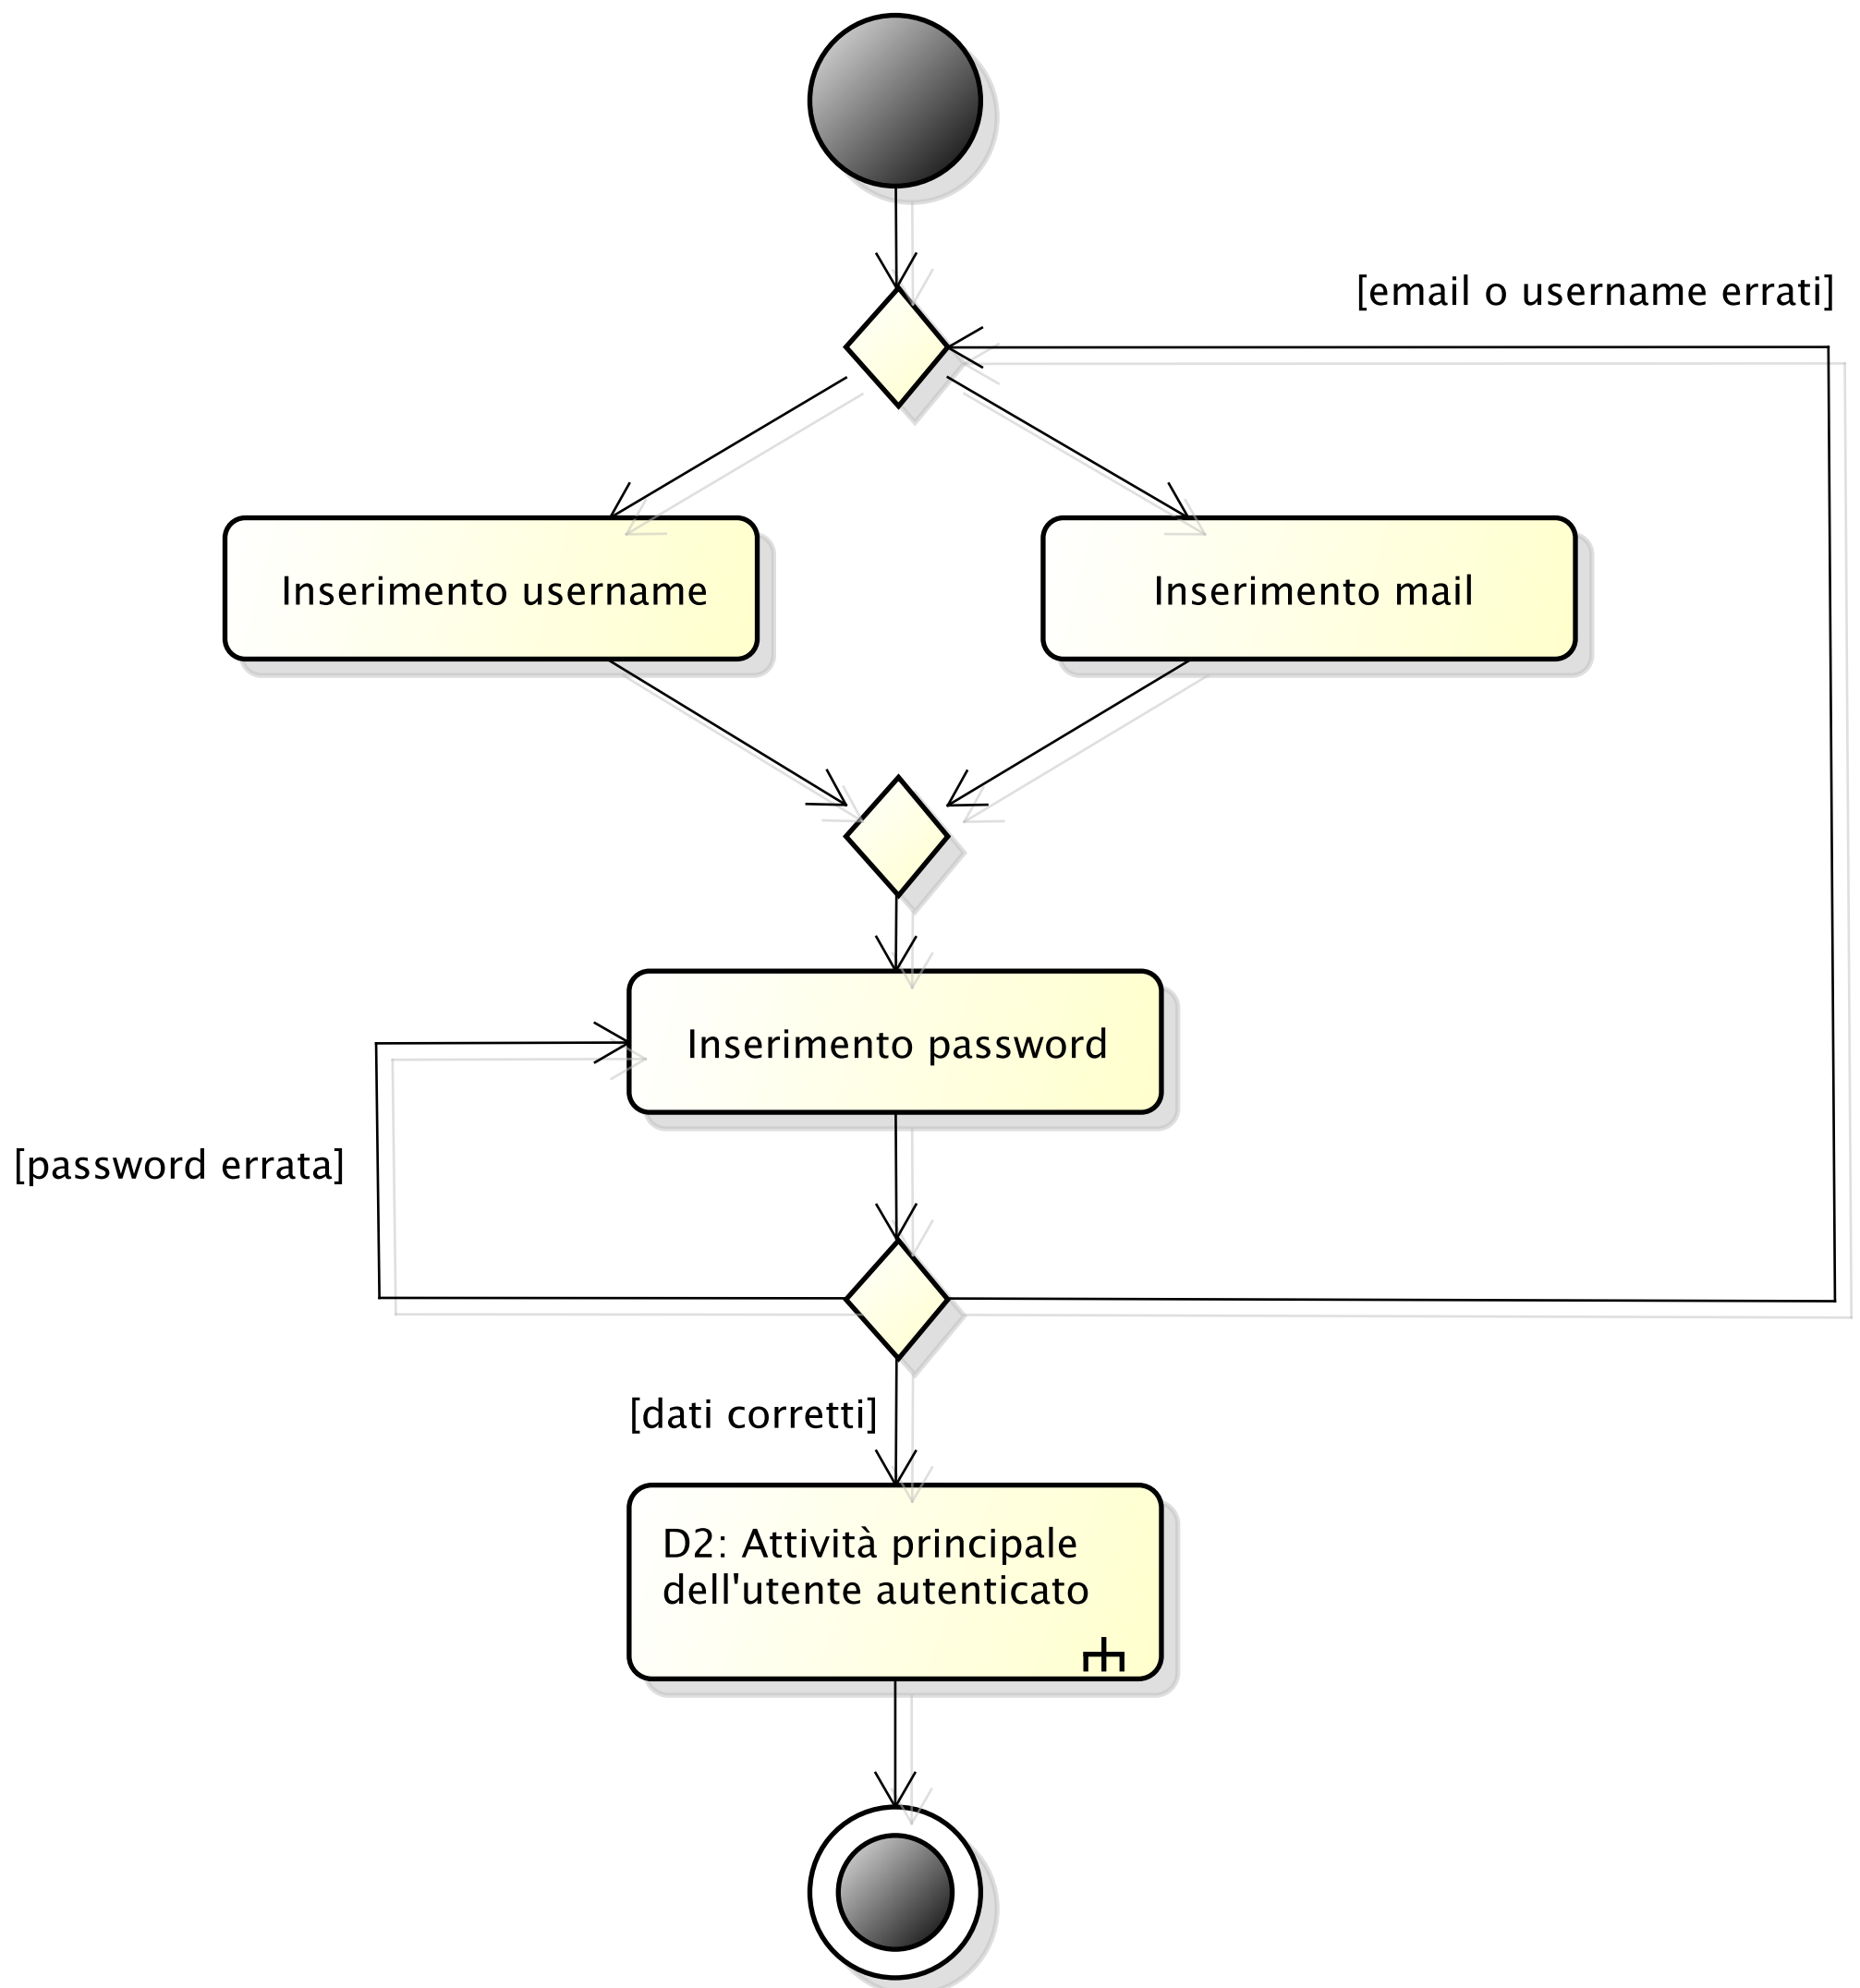 [email o username errati]
Inserimento username
Inserimento mail
Inserimento password
[password errata]
[dati corretti]
D2: Attività principale
dell'utente autenticato